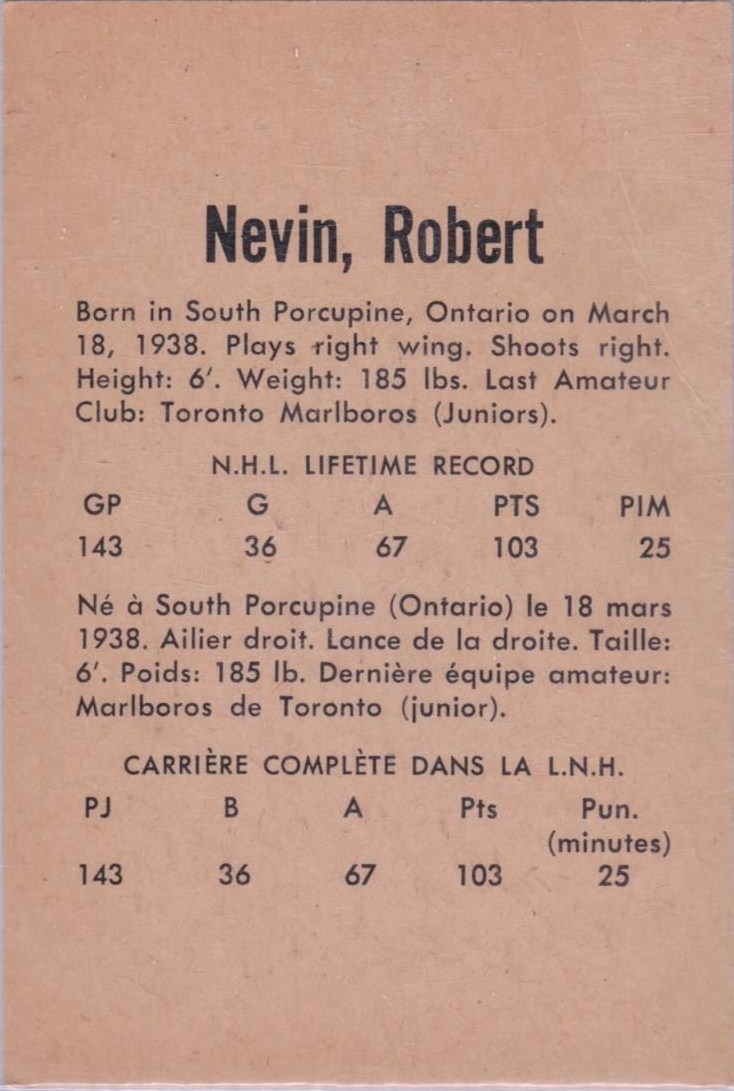 Nevin, Robert
Born in South Porcupine, Ontario on March
18, 1938. Plays right wing. Shoots right.
Height: 6'. Weight: 185 lbs. Last Amateur
Club: Toronto Marlboros (Juniors).
N.H.L. LIFETIME RECORD
GP G A PTS PIM
143 36 67 103 25
Né à South Porcupine (Ontario) le 18 mars
1938. Ailier droit. Lance de la droite. Taille:
6'. Poids: 185 lb. Dernière équipe amateur:
Marlboros de Toronto (junior).
CARRIÈRE COMPLÈTE DANS LA L.N.H.
PJ B A Pts Pun.
(minutes)
143 36 67 103 25